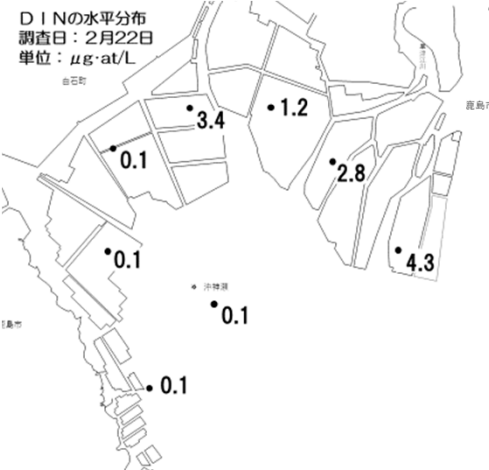 DINの水平分布
調査日：2月22日
単位：μg·at/L
白石町
鹿島市
3.4
1.2
0.1
2.8
0.1
4.3
沖神瀬
0.1
島市
0.1